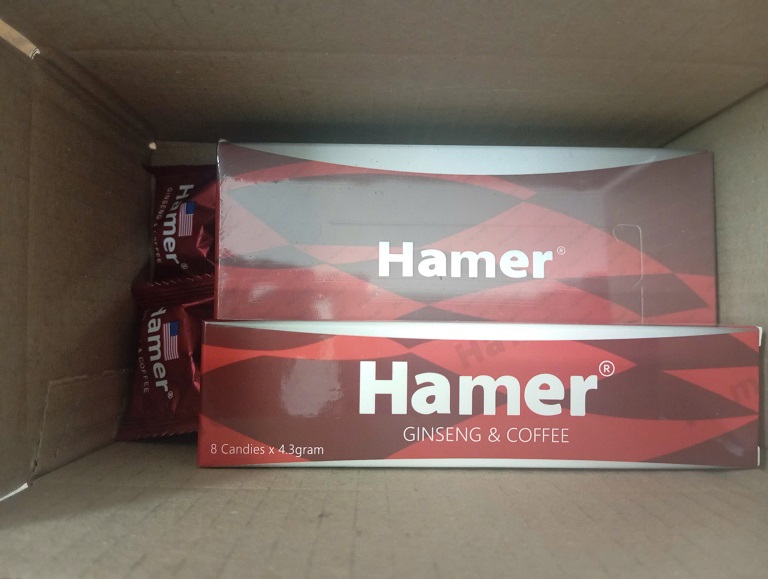 Hamer®
Hamer®
GINSENG & COFFEE
8 Candies x 4.3gram
Hamer®
GINSENG & COFFEE
Hamer®
& COFFEE